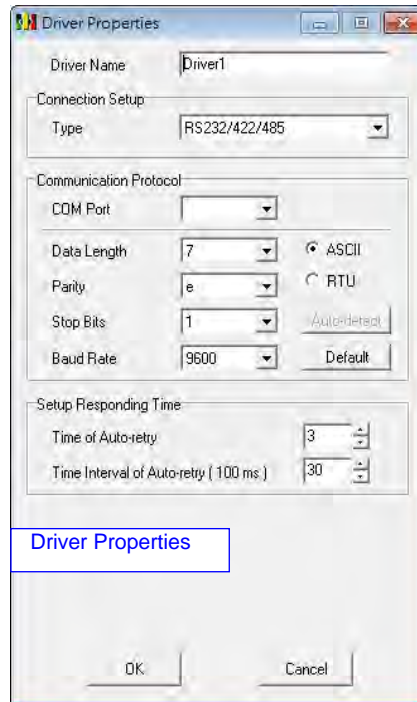 Driver Properties
Driver Name Driver1
Connection Setup
Type RS232/422/485
Communication Protocol
COM Port
Data Length 7 ASCII
Parity e RTU
Stop Bits 1 Auto-detect
Baud Rate 9600 Default
Setup Responding Time
Time of Auto-retry 3
Time Interval of Auto-retry ( 100 ms ) 30
Driver Properties
OK Cancel